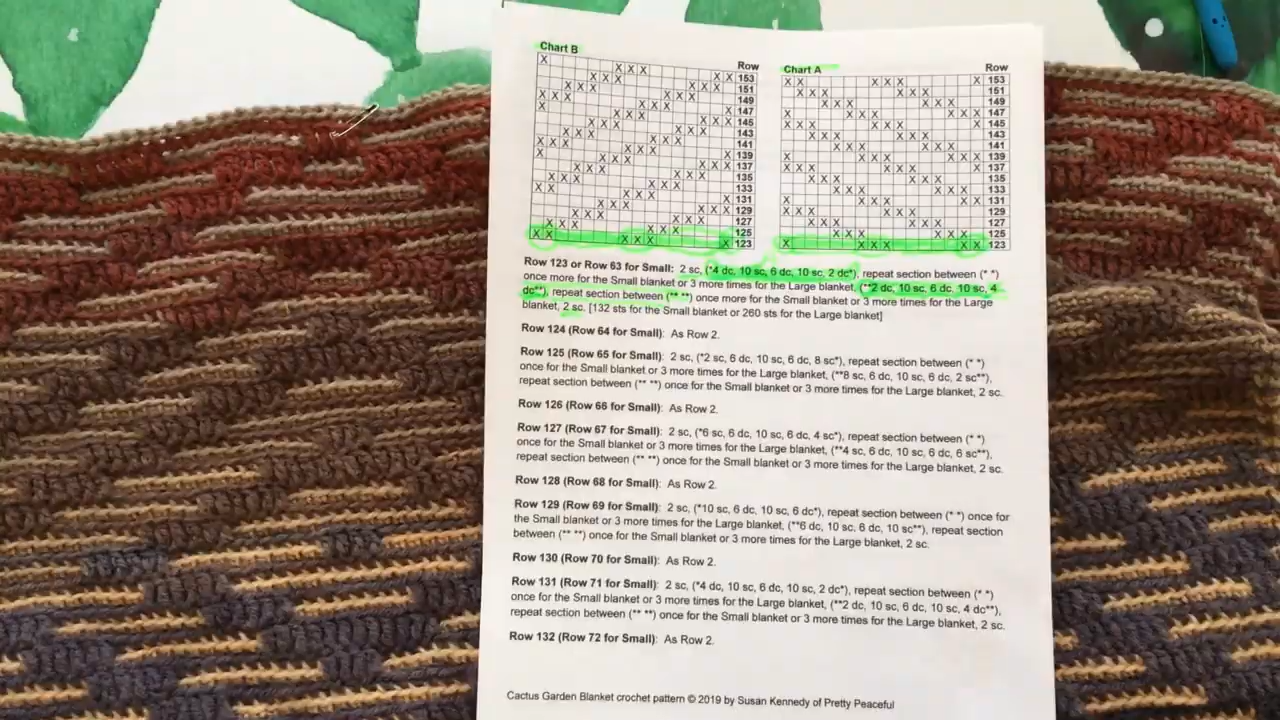 Chart B
Row
153
151
149
147
145
143
141
139
137
135
133
131
129
127
125
123
Chart A
Row
153
151
149
147
145
143
141
139
137
135
133
131
129
127
125
123
Row 123 or Row 63 for Small: 2 sc, (*4 dc, 10 sc, 6 dc, 10 sc, 2 dc*), repeat section between (* *)
once more for the Small blanket or 3 more times for the Large blanket, (**2 dc, 10 sc, 6 dc, 10 sc, 4
dc**), repeat section between (** **) once more for the Small blanket or 3 more times for the Large
blanket, 2 sc. [132 sts for the Small blanket or 260 sts for the Large blanket]
Row 124 (Row 64 for Small): As Row 2.
Row 125 (Row 65 for Small): 2 sc, (*2 sc, 6 dc, 10 sc, 6 dc, 8 sc*), repeat section between (* *)
once for the Small blanket or 3 more times for the Large blanket, (**8 sc, 6 dc, 10 sc, 6 dc, 2 sc**),
repeat section between (** **) once for the Small blanket or 3 more times for the Large blanket, 2 sc.
Row 126 (Row 66 for Small): As Row 2.
Row 127 (Row 67 for Small): 2 sc, (*6 sc, 6 dc, 10 sc, 6 dc, 4 sc*), repeat section between (* *)
once for the Small blanket or 3 more times for the Large blanket, (**4 sc, 6 dc, 10 sc, 6 dc, 6 sc**),
repeat section between (** **) once for the Small blanket or 3 more times for the Large blanket, 2 sc.
Row 128 (Row 68 for Small): As Row 2.
Row 129 (Row 69 for Small): 2 sc, (*10 sc, 6 dc, 10 sc, 6 dc*), repeat section between (* *) once for
the Small blanket or 3 more times for the Large blanket, (**6 dc, 10 sc, 6 dc, 10 sc**), repeat section
between (** **) once for the Small blanket or 3 more times for the Large blanket, 2 sc.
Row 130 (Row 70 for Small): As Row 2.
Row 131 (Row 71 for Small): 2 sc, (*4 dc, 10 sc, 6 dc, 10 sc, 2 dc*), repeat section between (* *)
once for the Small blanket or 3 more times for the Large blanket, (**2 dc, 10 sc, 6 dc, 10 sc, 4 dc**),
repeat section between (** **) once for the Small blanket or 3 more times for the Large blanket, 2 sc.
Row 132 (Row 72 for Small): As Row 2.
Cactus Garden Blanket crochet pattern © 2019 by Susan Kennedy of Pretty Peaceful